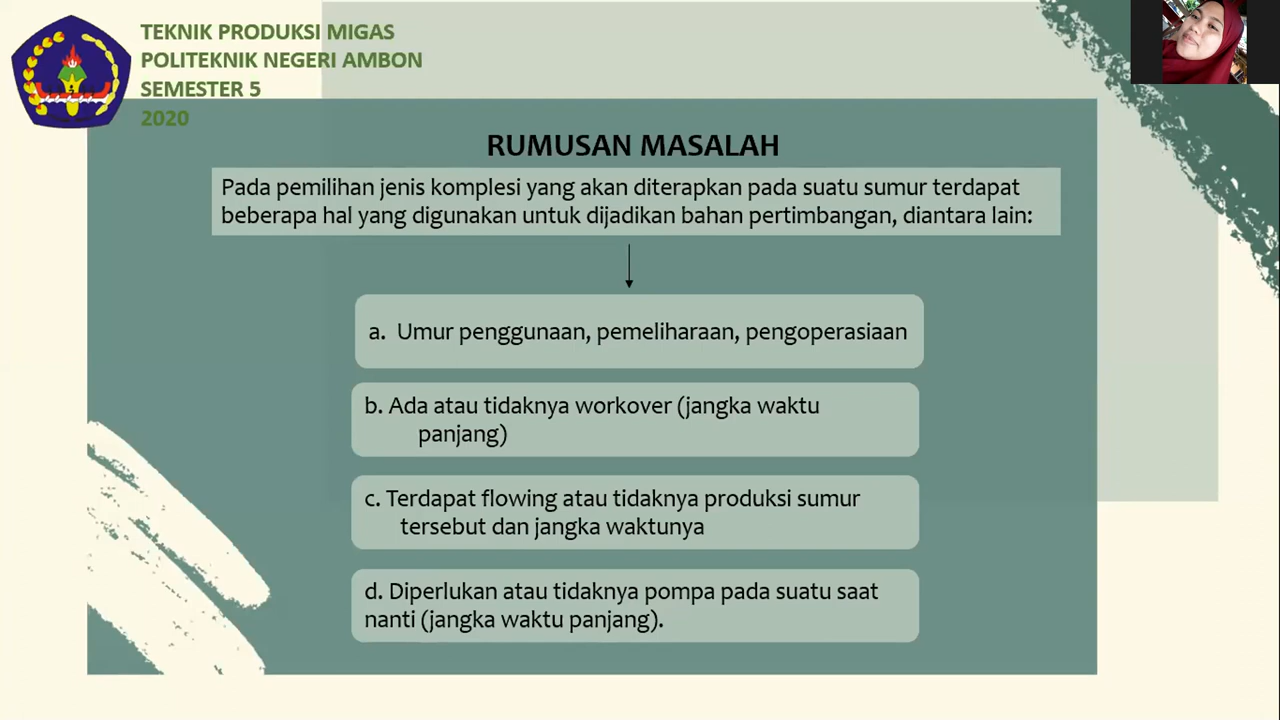 TEKNIK PRODUKSI MIGAS
POLITEKNIK NEGERI AMBON
SEMESTER 5
2020
RUMUSAN MASALAH
Pada pemilihan jenis komplesi yang akan diterapkan pada suatu sumur terdapat
beberapa hal yang digunakan untuk dijadikan bahan pertimbangan, diantara lain:
a. Umur penggunaan, pemeliharaan, pengoperasiaan
b. Ada atau tidaknya workover (jangka waktu
panjang)
c. Terdapat flowing atau tidaknya produksi sumur
tersebut dan jangka waktunya
d. Diperlukan atau tidaknya pompa pada suatu saat
nanti (jangka waktu panjang).